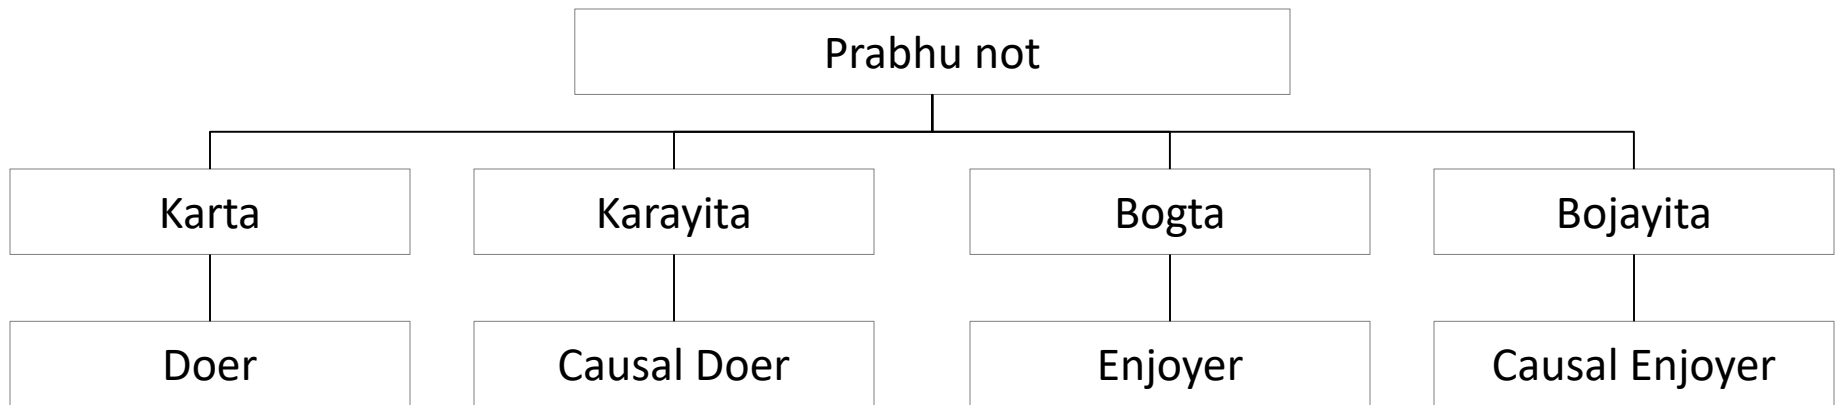 Prabhu not
Karta
Karayita
Bogta
Bojayita
Doer
Causal Doer
Enjoyer
Causal Enjoyer